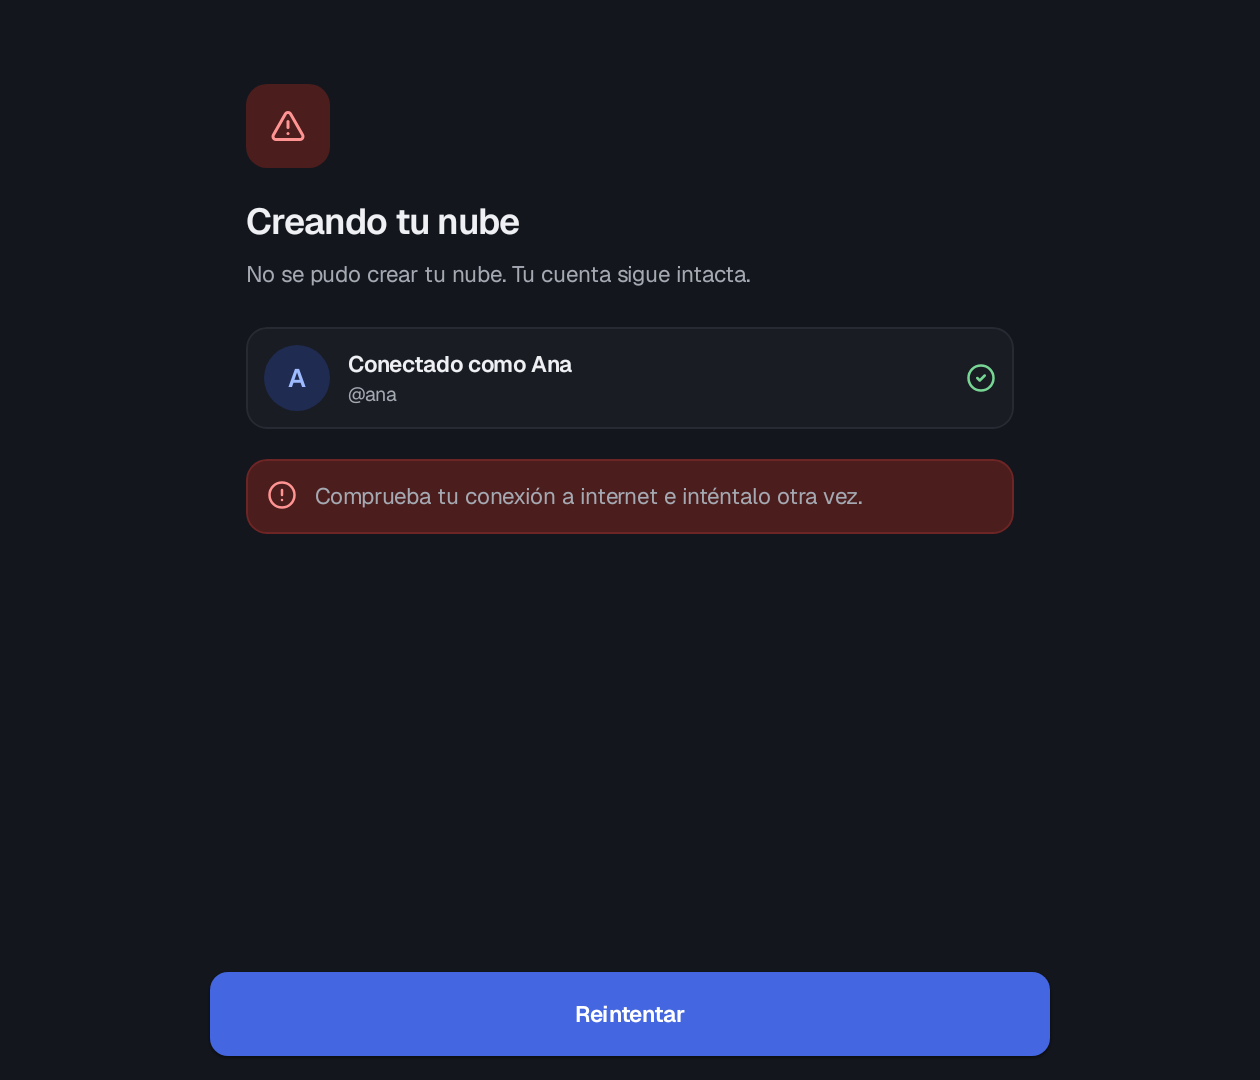 Creando tu nube
No se pudo crear tu nube. Tu cuenta sigue intacta.
A
Conectado como Ana
@ana
Comprueba tu conexión a internet e inténtalo otra vez.
Reintentar